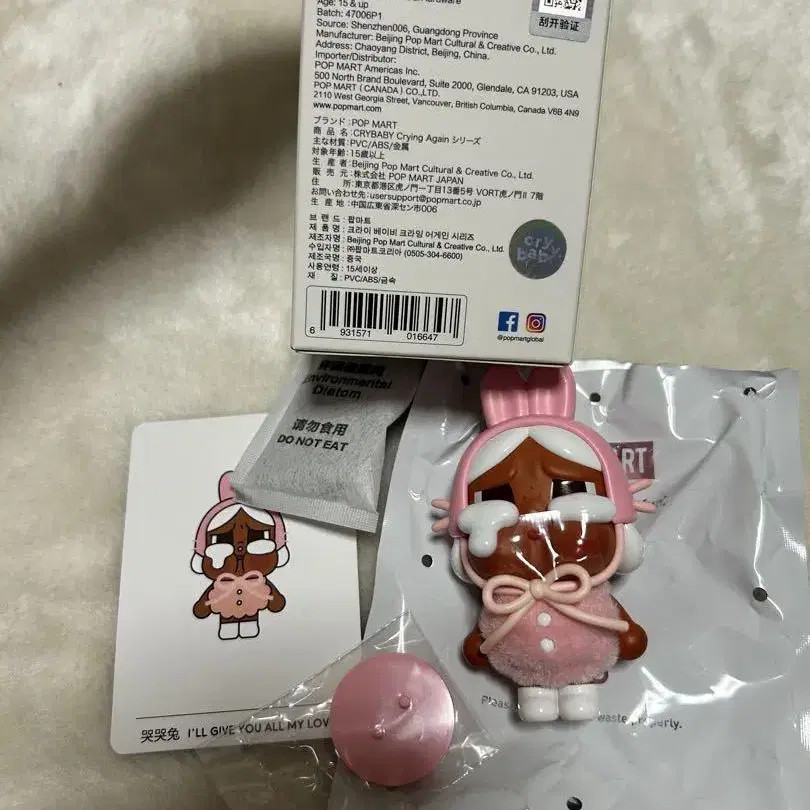 Age: 15 & up
Batch: 47006P1
Source: Shenzhen006, Guangdong Province
Manufacturer: Beijing Pop Mart Cultural & Creative Co., Ltd.
Address: Chaoyang District, Beijing, China.
Importer/Distributor:
POP MART Americas Inc.
500 North Brand Boulevard, Suite 2000, Glendale, CA 91203, USA
POP MART (CANADA) CO.,LTD.
2110 West Georgia Street, Vancouver, British Columbia, Canada V6B 4N9
www.popmart.com
刮开验证
ブランド : POP MART
商品名 : CRYBABY Crying Again シリーズ
主な材質 : PVC/ABS/金属
対象年齢 : 15歳以上
生産者 : Beijing Pop Mart Cultural & Creative Co., Ltd.
販売元 : 株式会社 POP MART JAPAN
住所 : 東京都港区虎ノ門一丁目13番5号 VORT虎ノ門II 7階
お問い合わせ先 : usersupport@popmart.co.jp
生産地 : 中国広東省深セン市006
브랜드 : 팝마트
제품명 : 크라이 베이비 크라잉 어게인 시리즈
제조자명 : Beijing Pop Mart Cultural & Creative Co., Ltd.
수입자명 : ㈜팝마트코리아 (0505-304-6600)
제조국명 : 중국
사용연령 : 15세이상
재질 : PVC/ABS/금속
cry
baby
6 931571 016647
@popmartglobal
Environmental
Diatom
请勿食用
DO NOT EAT
ART
哭哭兔 I'LL GIVE YOU ALL MY LOV
Pleas
waste properly.